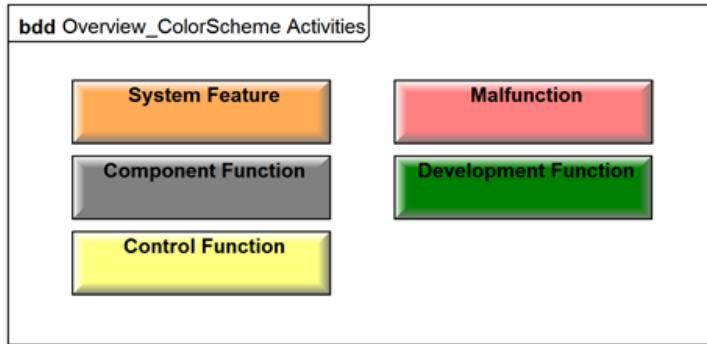 bdd Overview_ColorScheme Activities
System Feature
Malfunction
Component Function
Development Function
Control Function